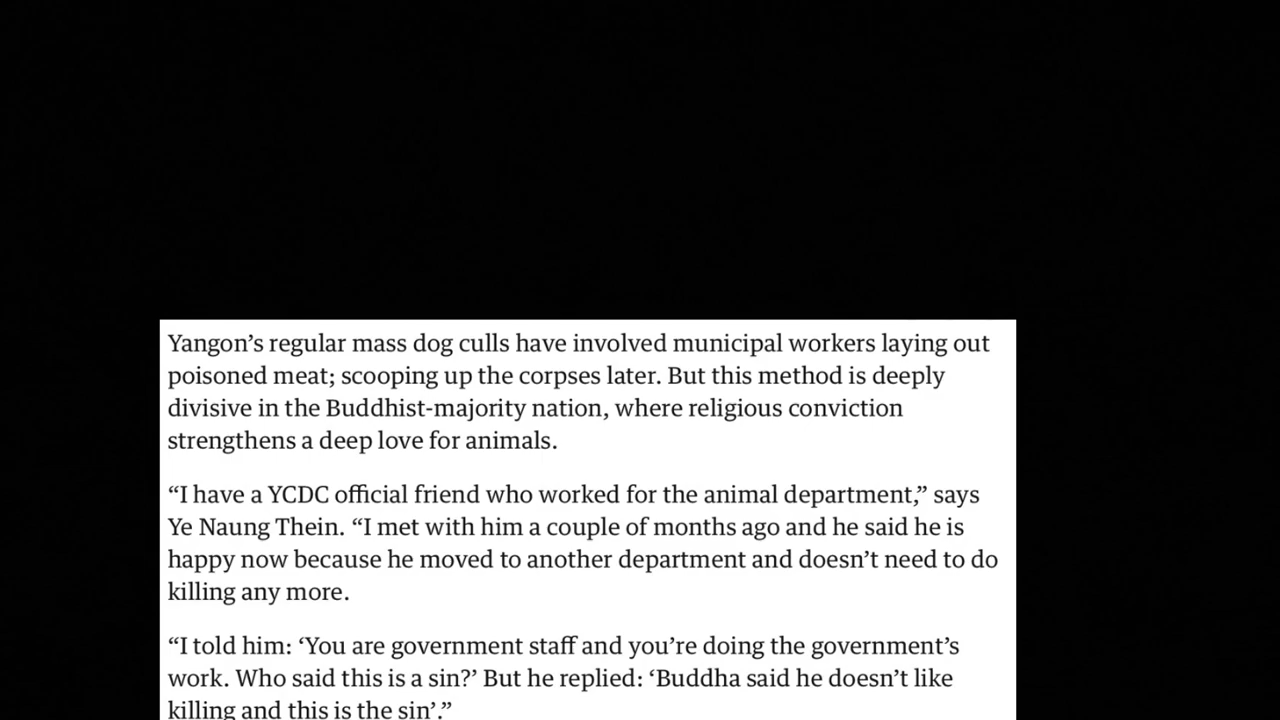 Yangon’s regular mass dog culls have involved municipal workers laying out
poisoned meat; scooping up the corpses later. But this method is deeply
divisive in the Buddhist-majority nation, where religious conviction
strengthens a deep love for animals.
“I have a YCDC official friend who worked for the animal department,” says
Ye Naung Thein. “I met with him a couple of months ago and he said he is
happy now because he moved to another department and doesn’t need to do
killing any more.
“I told him: ‘You are government staff and you’re doing the government’s
work. Who said this is a sin?’ But he replied: ‘Buddha said he doesn’t like
killing and this is the sin’.”